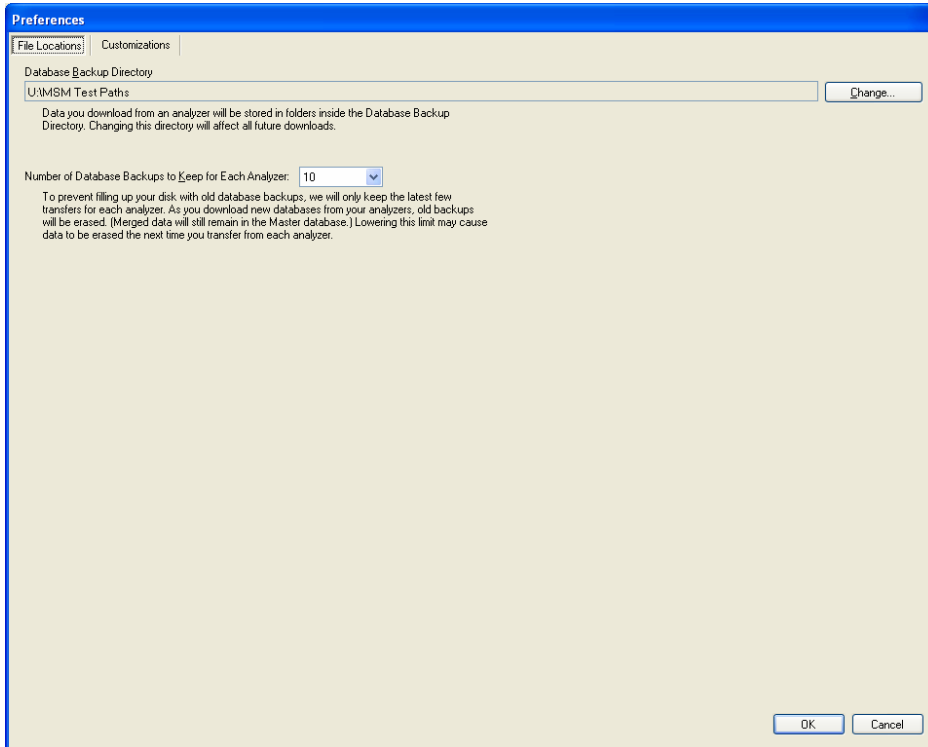 Preferences
File Locations Customizations
Database Backup Directory
U:\MSM Test Paths
Change...
Data you download from an analyzer will be stored in folders inside the Database Backup
Directory. Changing this directory will affect all future downloads.
Number of Database Backups to Keep for Each Analyzer: 10
To prevent filling up your disk with old database backups, we will only keep the latest few
transfers for each analyzer. As you download new databases from your analyzers, old backups
will be erased. (Merged data will still remain in the Master database.) Lowering this limit may cause
data to be erased the next time you transfer from each analyzer.
OK Cancel